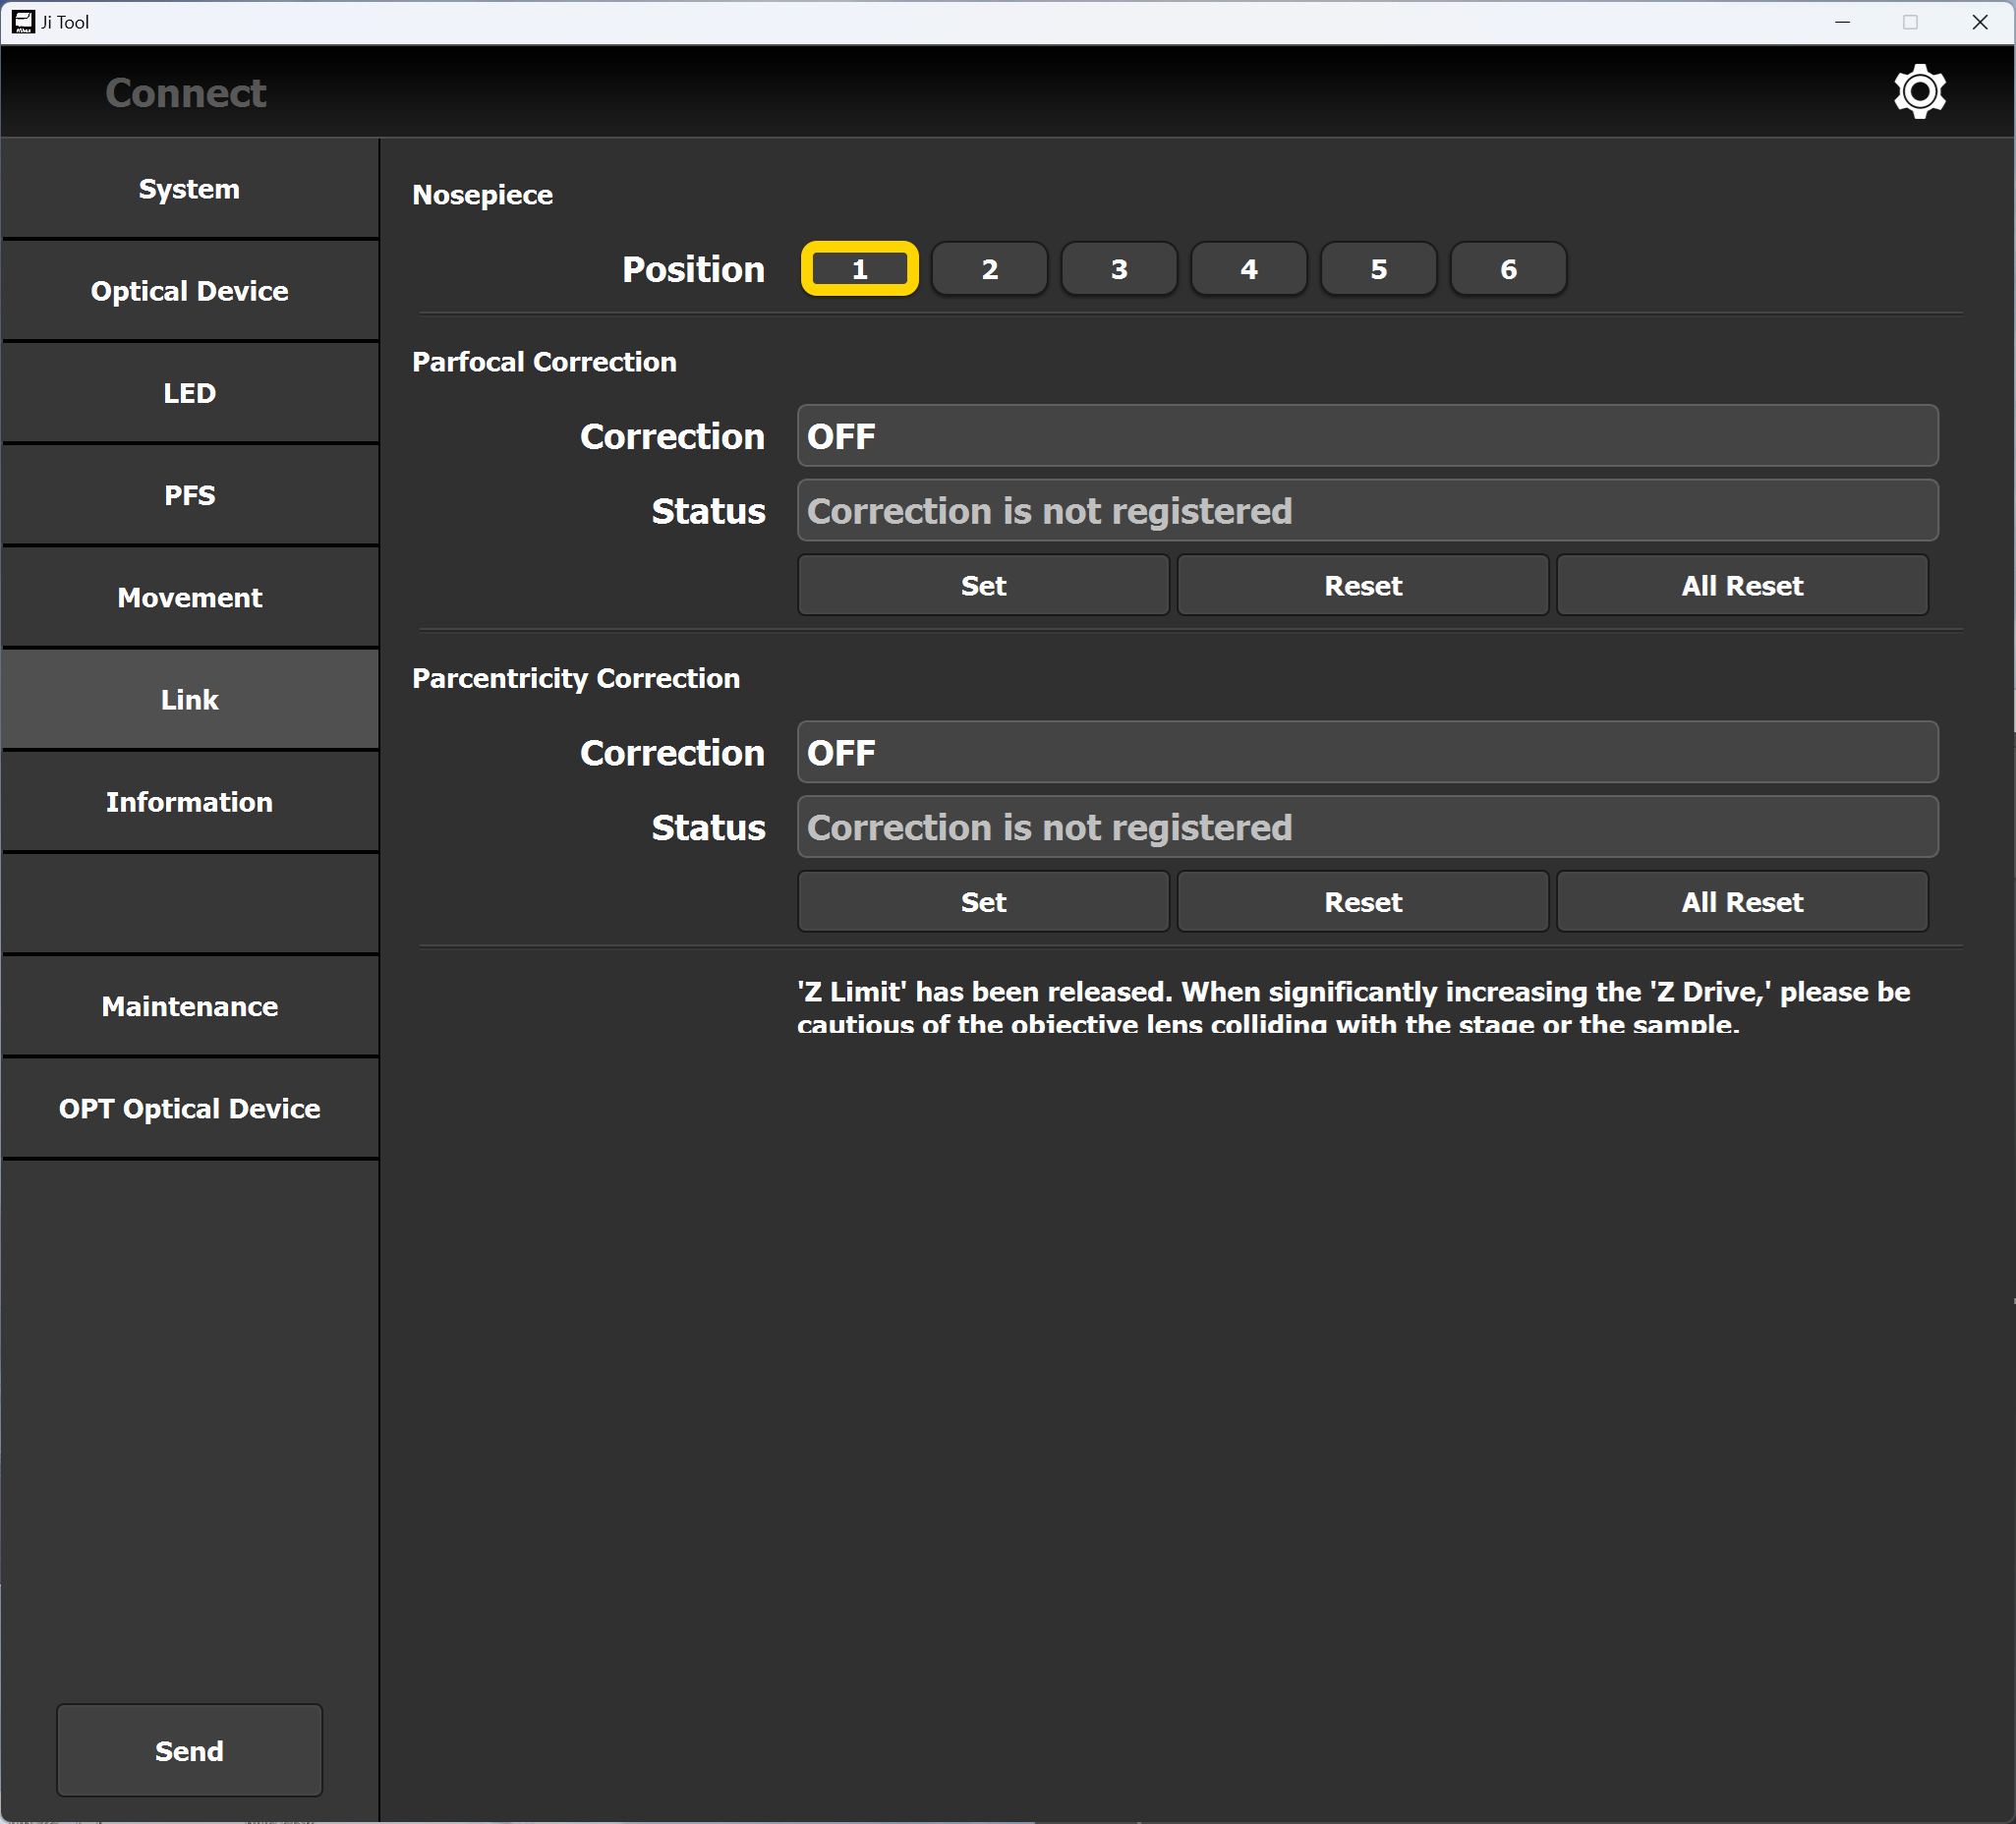 Ji Tool
Connect
System
Optical Device
LED
PFS
Movement
Link
Information
Maintenance
OPT Optical Device
Send
Nosepiece
Position 1 2 3 4 5 6
Parfocal Correction
Correction OFF
Status Correction is not registered
Set Reset All Reset
Parcentricity Correction
Correction OFF
Status Correction is not registered
Set Reset All Reset
'Z Limit' has been released. When significantly increasing the 'Z Drive,' please be
cautious of the objective lens colliding with the stage or the sample.